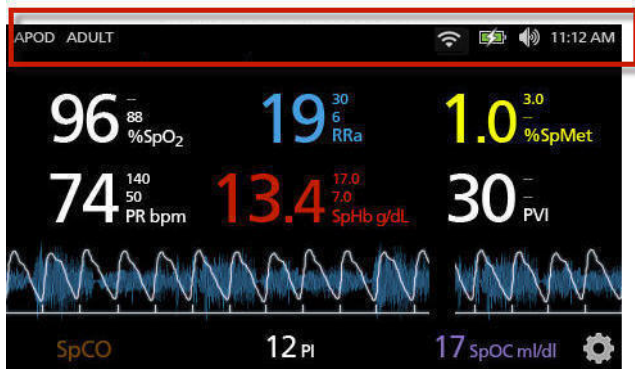 APOD ADULT 11:12 AM
96 – 88 %SpO₂
19 30 6 RRa
1.0 3.0 – %SpMet
74 140 50 PR bpm
13.4 17.0 7.0 SpHb g/dL
30 – – PVI
SpCO 12 PI 17 SpOC ml/dl